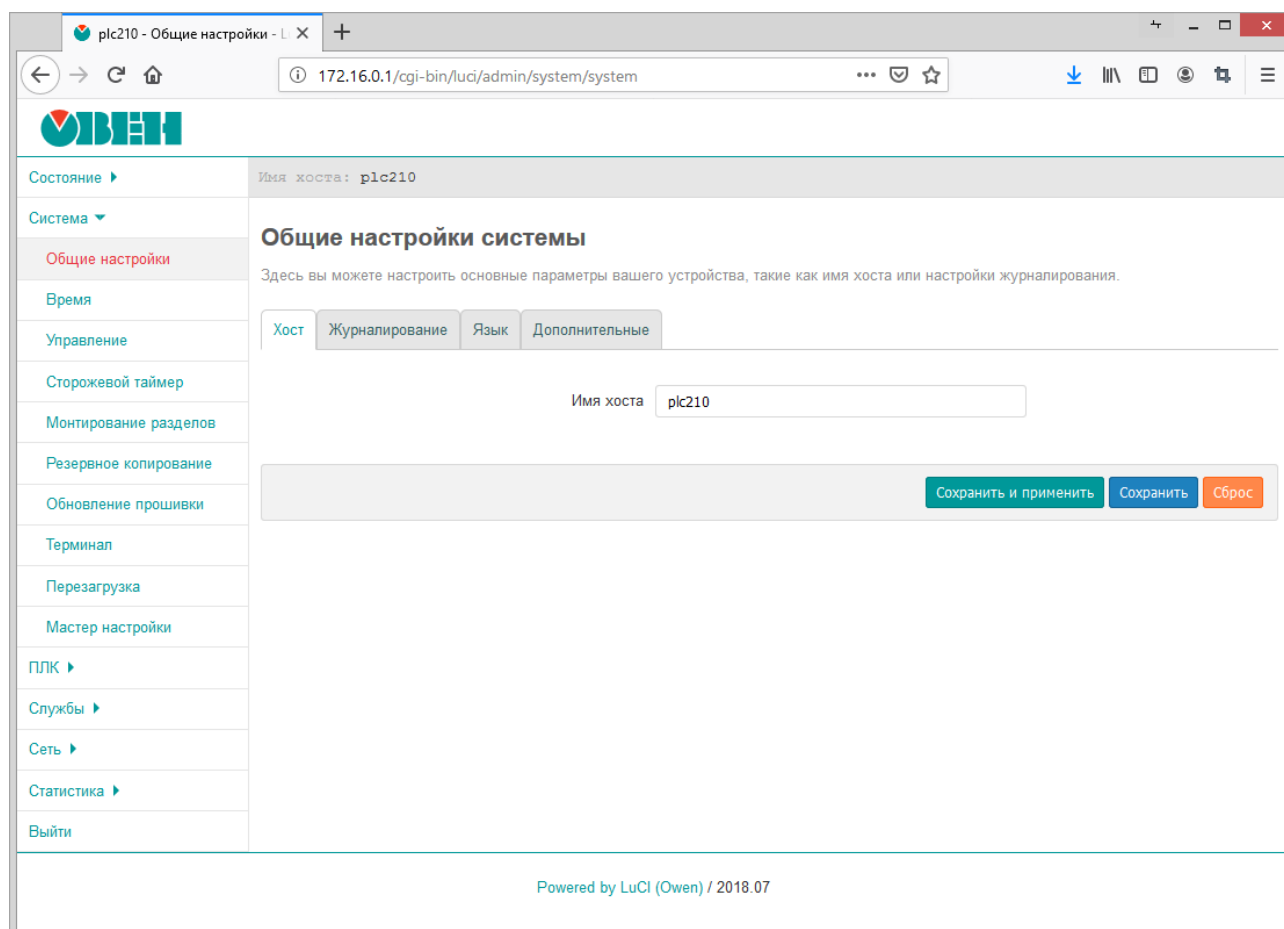 plc210 - Общие настройки - L
172.16.0.1/cgi-bin/luci/admin/system/system
ОВЕН
Состояние
Имя хоста: plc210
Система
Общие настройки
Время
Управление
Сторожевой таймер
Монтирование разделов
Резервное копирование
Обновление прошивки
Терминал
Перезагрузка
Мастер настройки
ПЛК
Службы
Сеть
Статистика
Выйти
Общие настройки системы
Здесь вы можете настроить основные параметры вашего устройства, такие как имя хоста или настройки журналирования.
Хост Журналирование Язык Дополнительные
Имя хоста plc210
Сохранить и применить Сохранить Сброс
Powered by LuCI (Owen) / 2018.07